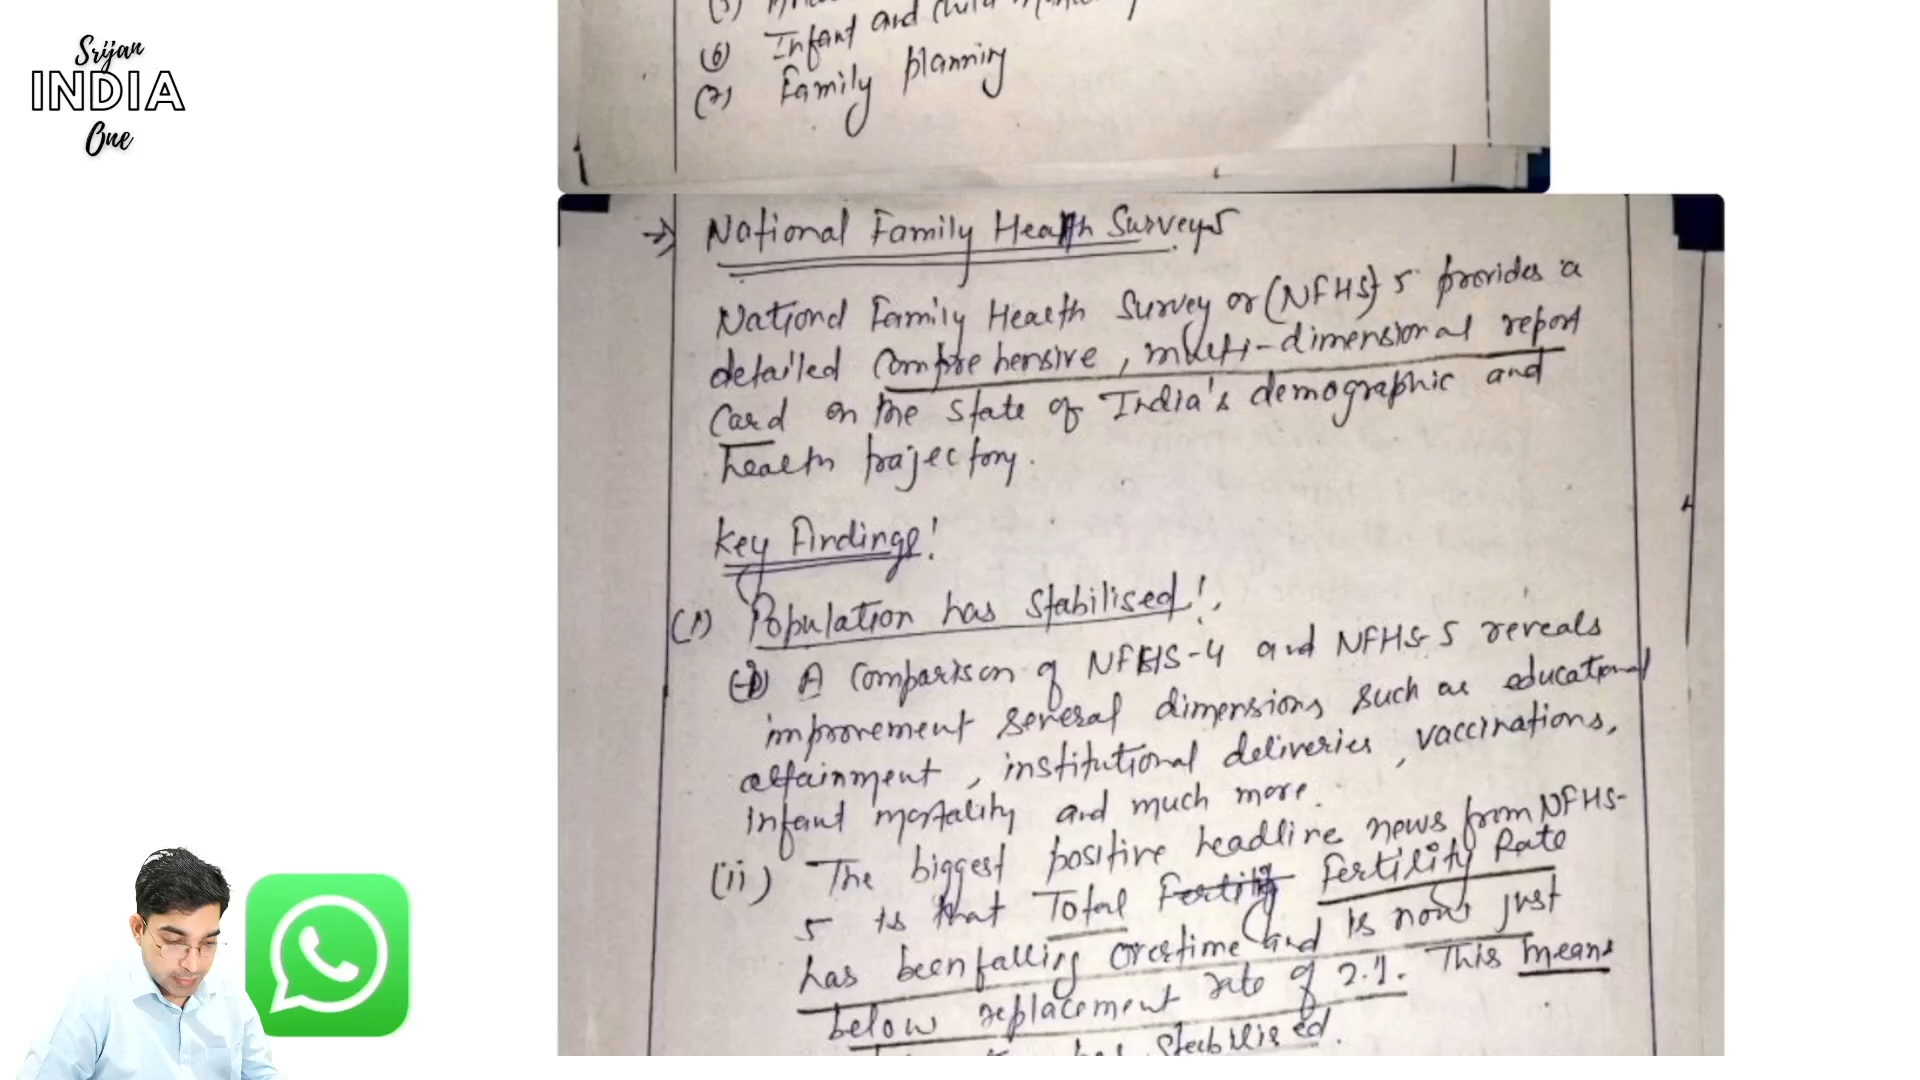 Srijan
INDIA
One
(6) Infant and child
(7) Family planning
→ National Family Health Survey 5
National Family Health Survey or (NFHS)-5 provides a
detailed comprehensive, multi-dimensional report
card on the state of India's demographic and
health trajectory.
Key Findings!
(1) Population has stabilised!
(i) A comparison of NFHS-4 and NFHS-5 reveals
improvement several dimensions such as educational
attainment, institutional deliveries, vaccinations,
infant mortality and much more.
(ii) The biggest positive headline news from NFHS-
5 is that Total Fertility Rate
has been falling overtime and is now just
below replacement rate of 2.1. This means
has stabilised.